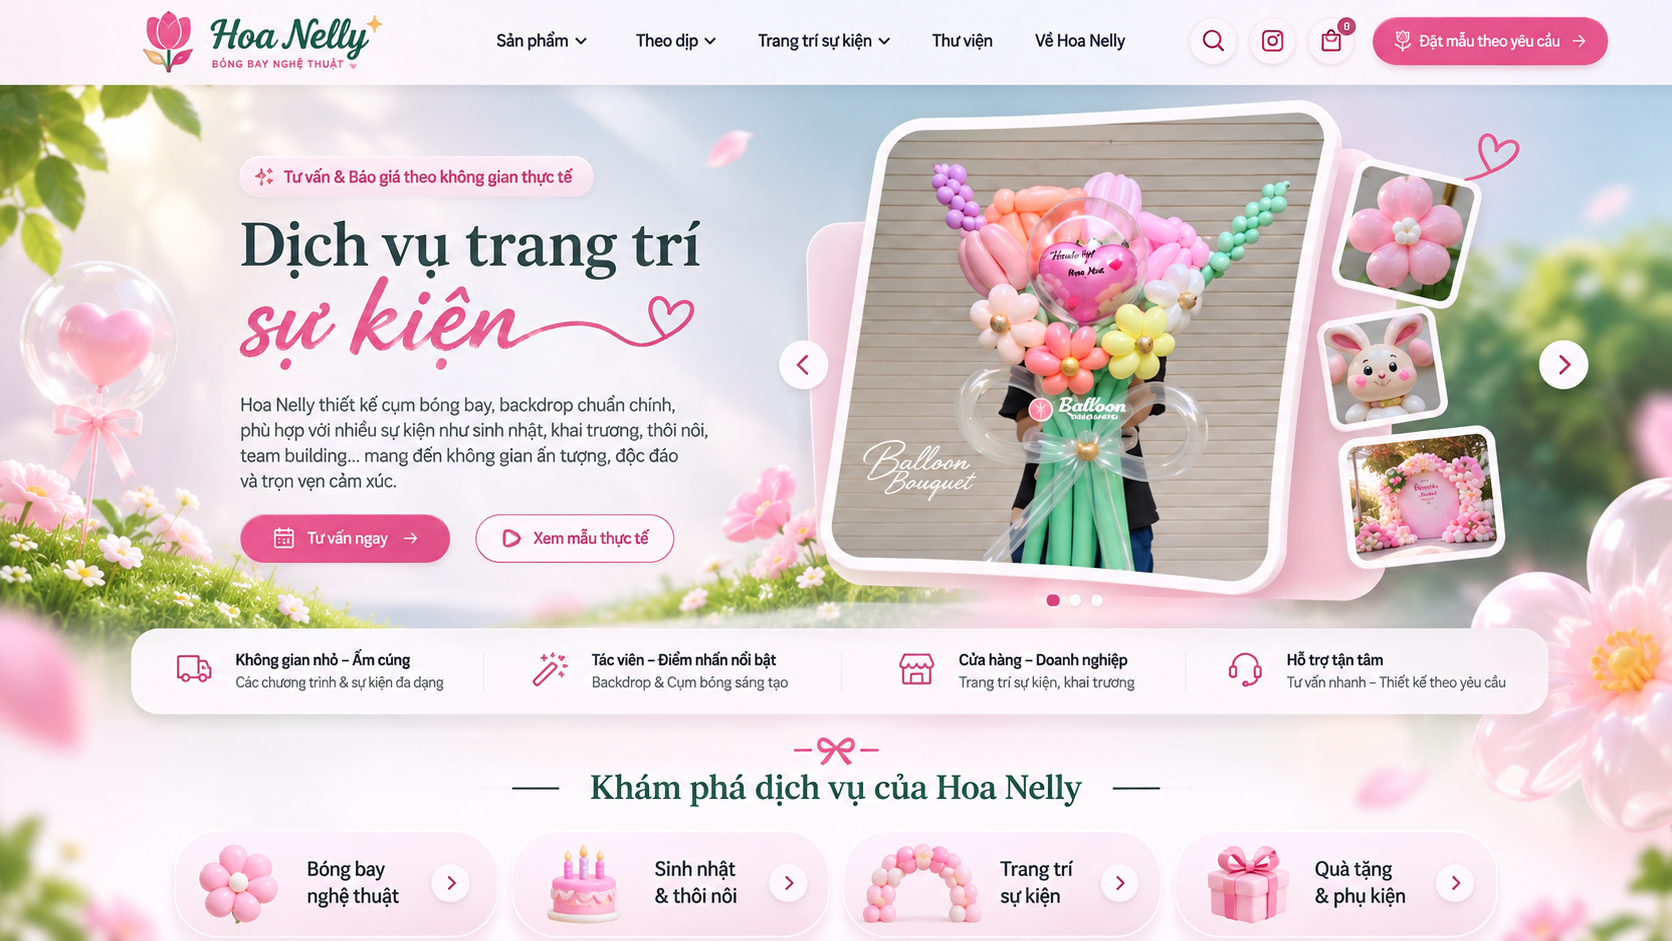 Hoa Nelly
BÓNG BAY NGHỆ THUẬT
Sản phẩm
Theo dịp
Trang trí sự kiện
Thư viện
Về Hoa Nelly
0
Đặt mẫu theo yêu cầu
Tư vấn & Báo giá theo không gian thực tế
Dịch vụ trang trí
sự kiện
Hoa Nelly thiết kế cụm bóng bay, backdrop chuẩn chỉnh,
phù hợp với nhiều sự kiện như sinh nhật, khai trương, thôi nôi,
team building... mang đến không gian ấn tượng, độc đáo
và trọn vẹn cảm xúc.
Tư vấn ngay
Xem mẫu thực tế
Balloon
Balloon
Bouquet
Không gian nhỏ – Ấm cúng
Các chương trình & sự kiện đa dạng
Tác viên – Điểm nhấn nổi bật
Backdrop & Cụm bóng sáng tạo
Cửa hàng – Doanh nghiệp
Trang trí sự kiện, khai trương
Hỗ trợ tận tâm
Tư vấn nhanh – Thiết kế theo yêu cầu
Khám phá dịch vụ của Hoa Nelly
Bóng bay
nghệ thuật
Sinh nhật
& thôi nôi
Trang trí
sự kiện
Quà tặng
& phụ kiện